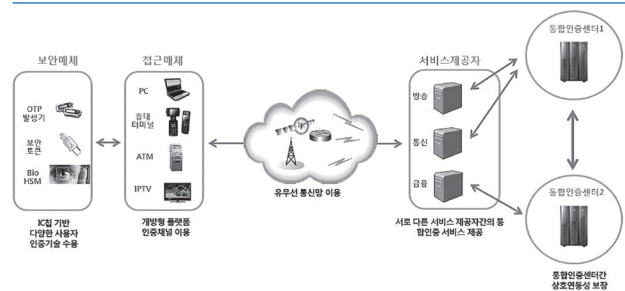 보안매체
OTP
발생기
보안
토큰
Bio
HSM
IC칩 기반
다양한 사용자
인증기술 수용
접근매체
PC
휴대
터미널
ATM
IPTV
개방형 플랫폼
인증채널 이용
유무선 통신망 이용
서비스제공자
방송
통신
금융
서로 다른 서비스 제공자간의 통
합인증 서비스 제공
통합인증센터1
통합인증센터2
통합인증센터간
상호연동성 보장